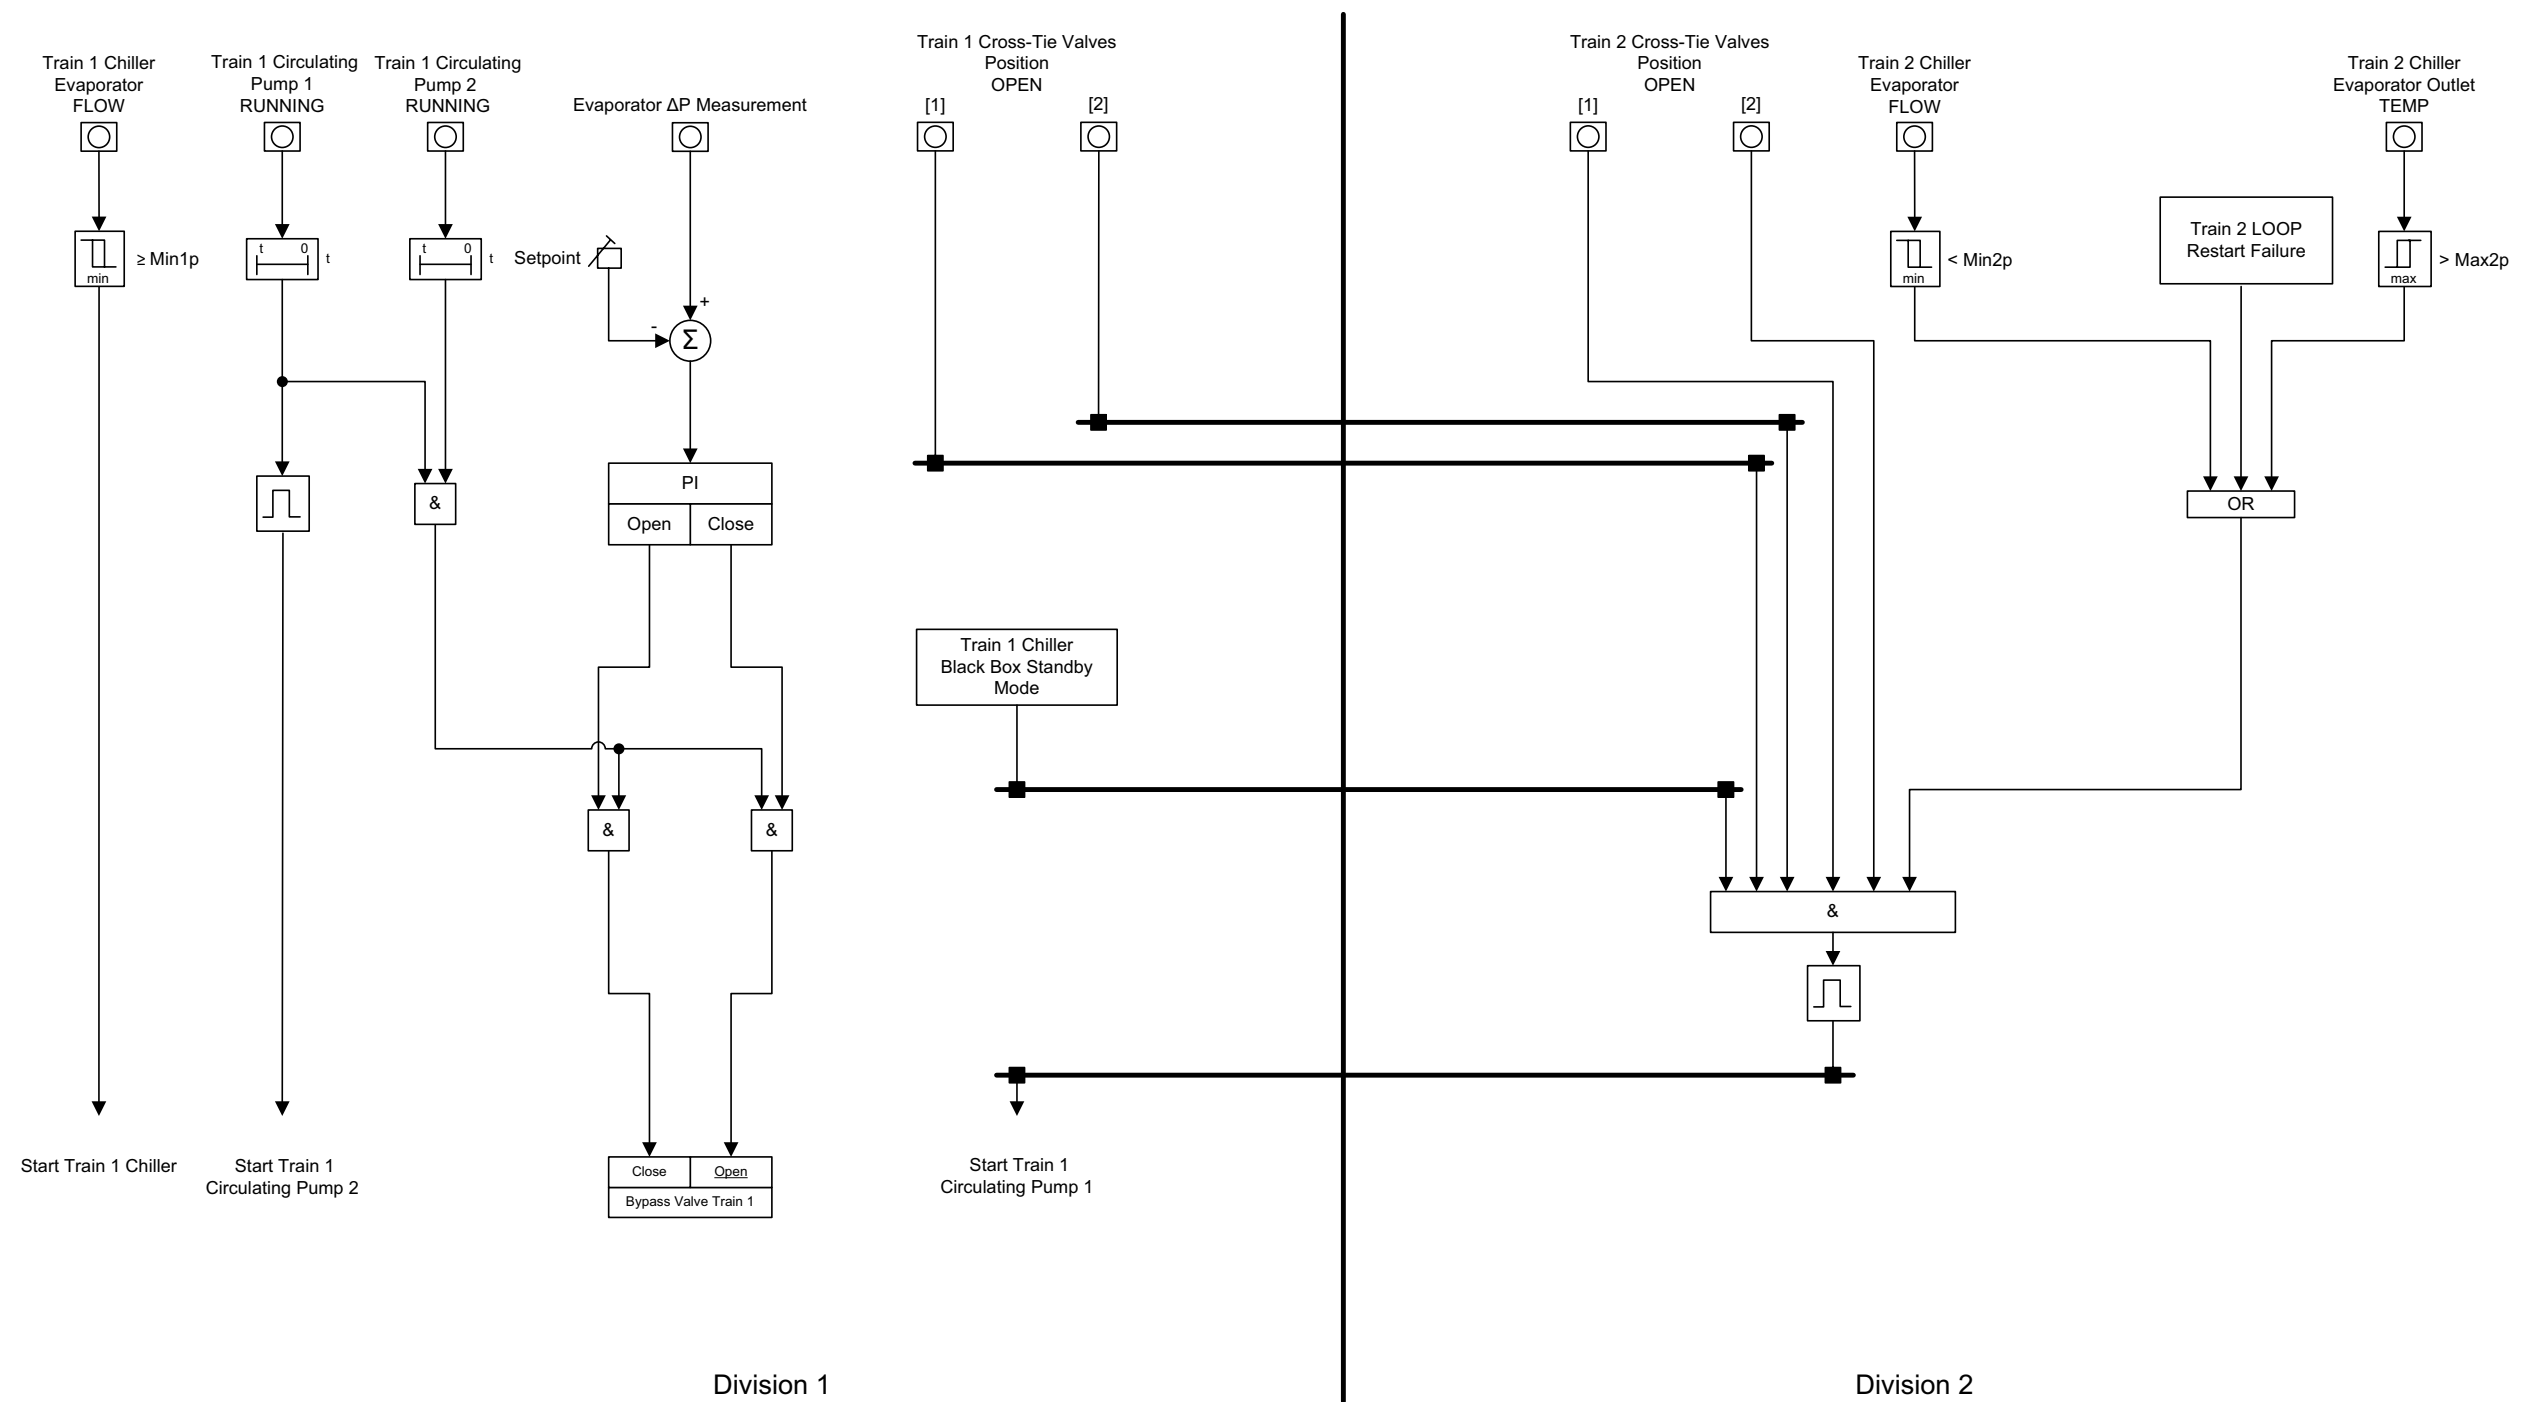 Train 1 Chiller
Evaporator
FLOW
Train 1 Circulating
Pump 1
RUNNING
Train 1 Circulating
Pump 2
RUNNING
Evaporator ΔP Measurement
Train 1 Cross-Tie Valves
Position
OPEN
[1]
[2]
Train 2 Cross-Tie Valves
Position
OPEN
[1]
[2]
Train 2 Chiller
Evaporator
FLOW
Train 2 Chiller
Evaporator Outlet
TEMP
min
≥ Min1p
t 0
t
t 0
t
Setpoint
+
-
Σ
min
< Min2p
Train 2 LOOP
Restart Failure
max
> Max2p
&
PI
Open
Close
OR
Train 1 Chiller
Black Box Standby
Mode
&
&
&
Start Train 1 Chiller
Start Train 1
Circulating Pump 2
Close
Open
Bypass Valve Train 1
Start Train 1
Circulating Pump 1
Division 1
Division 2